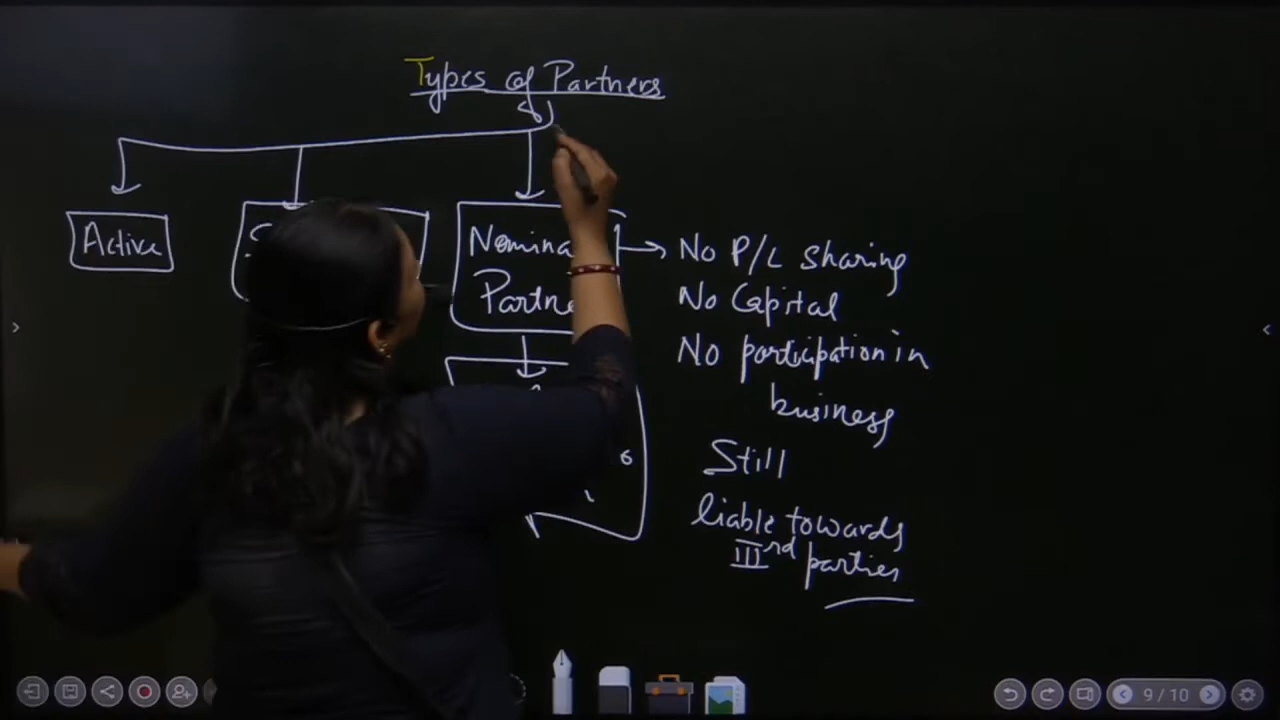 Types of Partners
Active
No P/L sharing
No Capital
No participation in
business
Still
liable towards
IIIrd parties
9/10